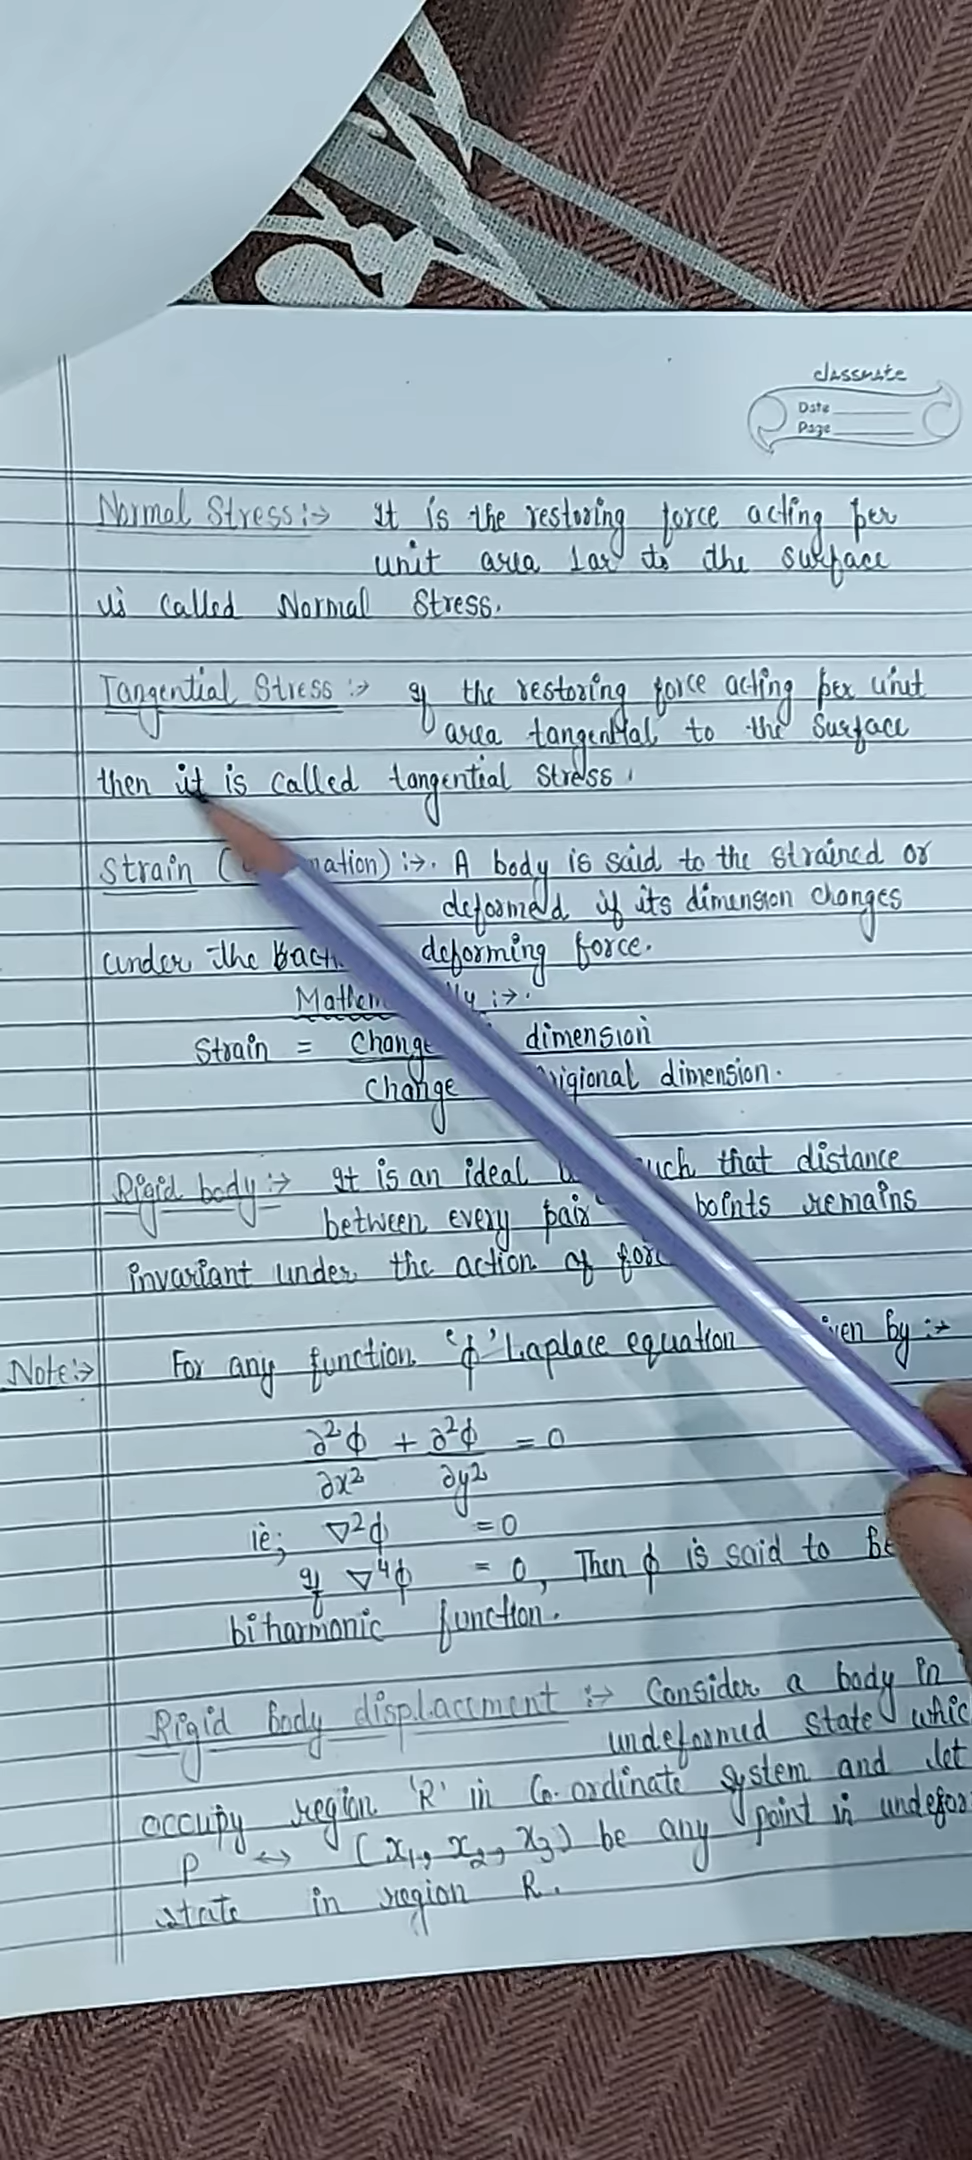 classmate
Date
Page
Normal Stress:→ It is the restoring force acting per
unit area ⊥ar to the surface
is called Normal Stress.
Tangential Stress :→ If the restoring force acting per unit
area tangential to the surface
then it is called tangential stress.
Strain ( mation) :→. A body is said to the strained or
deformed if its dimension changes
under the deforming force.
:→.
Strain = Change dimension
Change origional dimension.
Rigid body :→ It is an ideal such that distance
between every pair points remains
invariant under the action of
Note:→ For any function 'ϕ' Laplace equation given by :→
∂²ϕ/∂x² + ∂²ϕ/∂y² = 0
ie; ∇²ϕ = 0
If ∇⁴ϕ = 0, Then ϕ is said to be
biharmonic function.
Rigid Body displacment :→ Consider a body in
undeformed state which
occupy region 'R' in Co-ordinate system and let
P ↔ (x₁, x₂, x₃) be any point in undefor
state in region R.